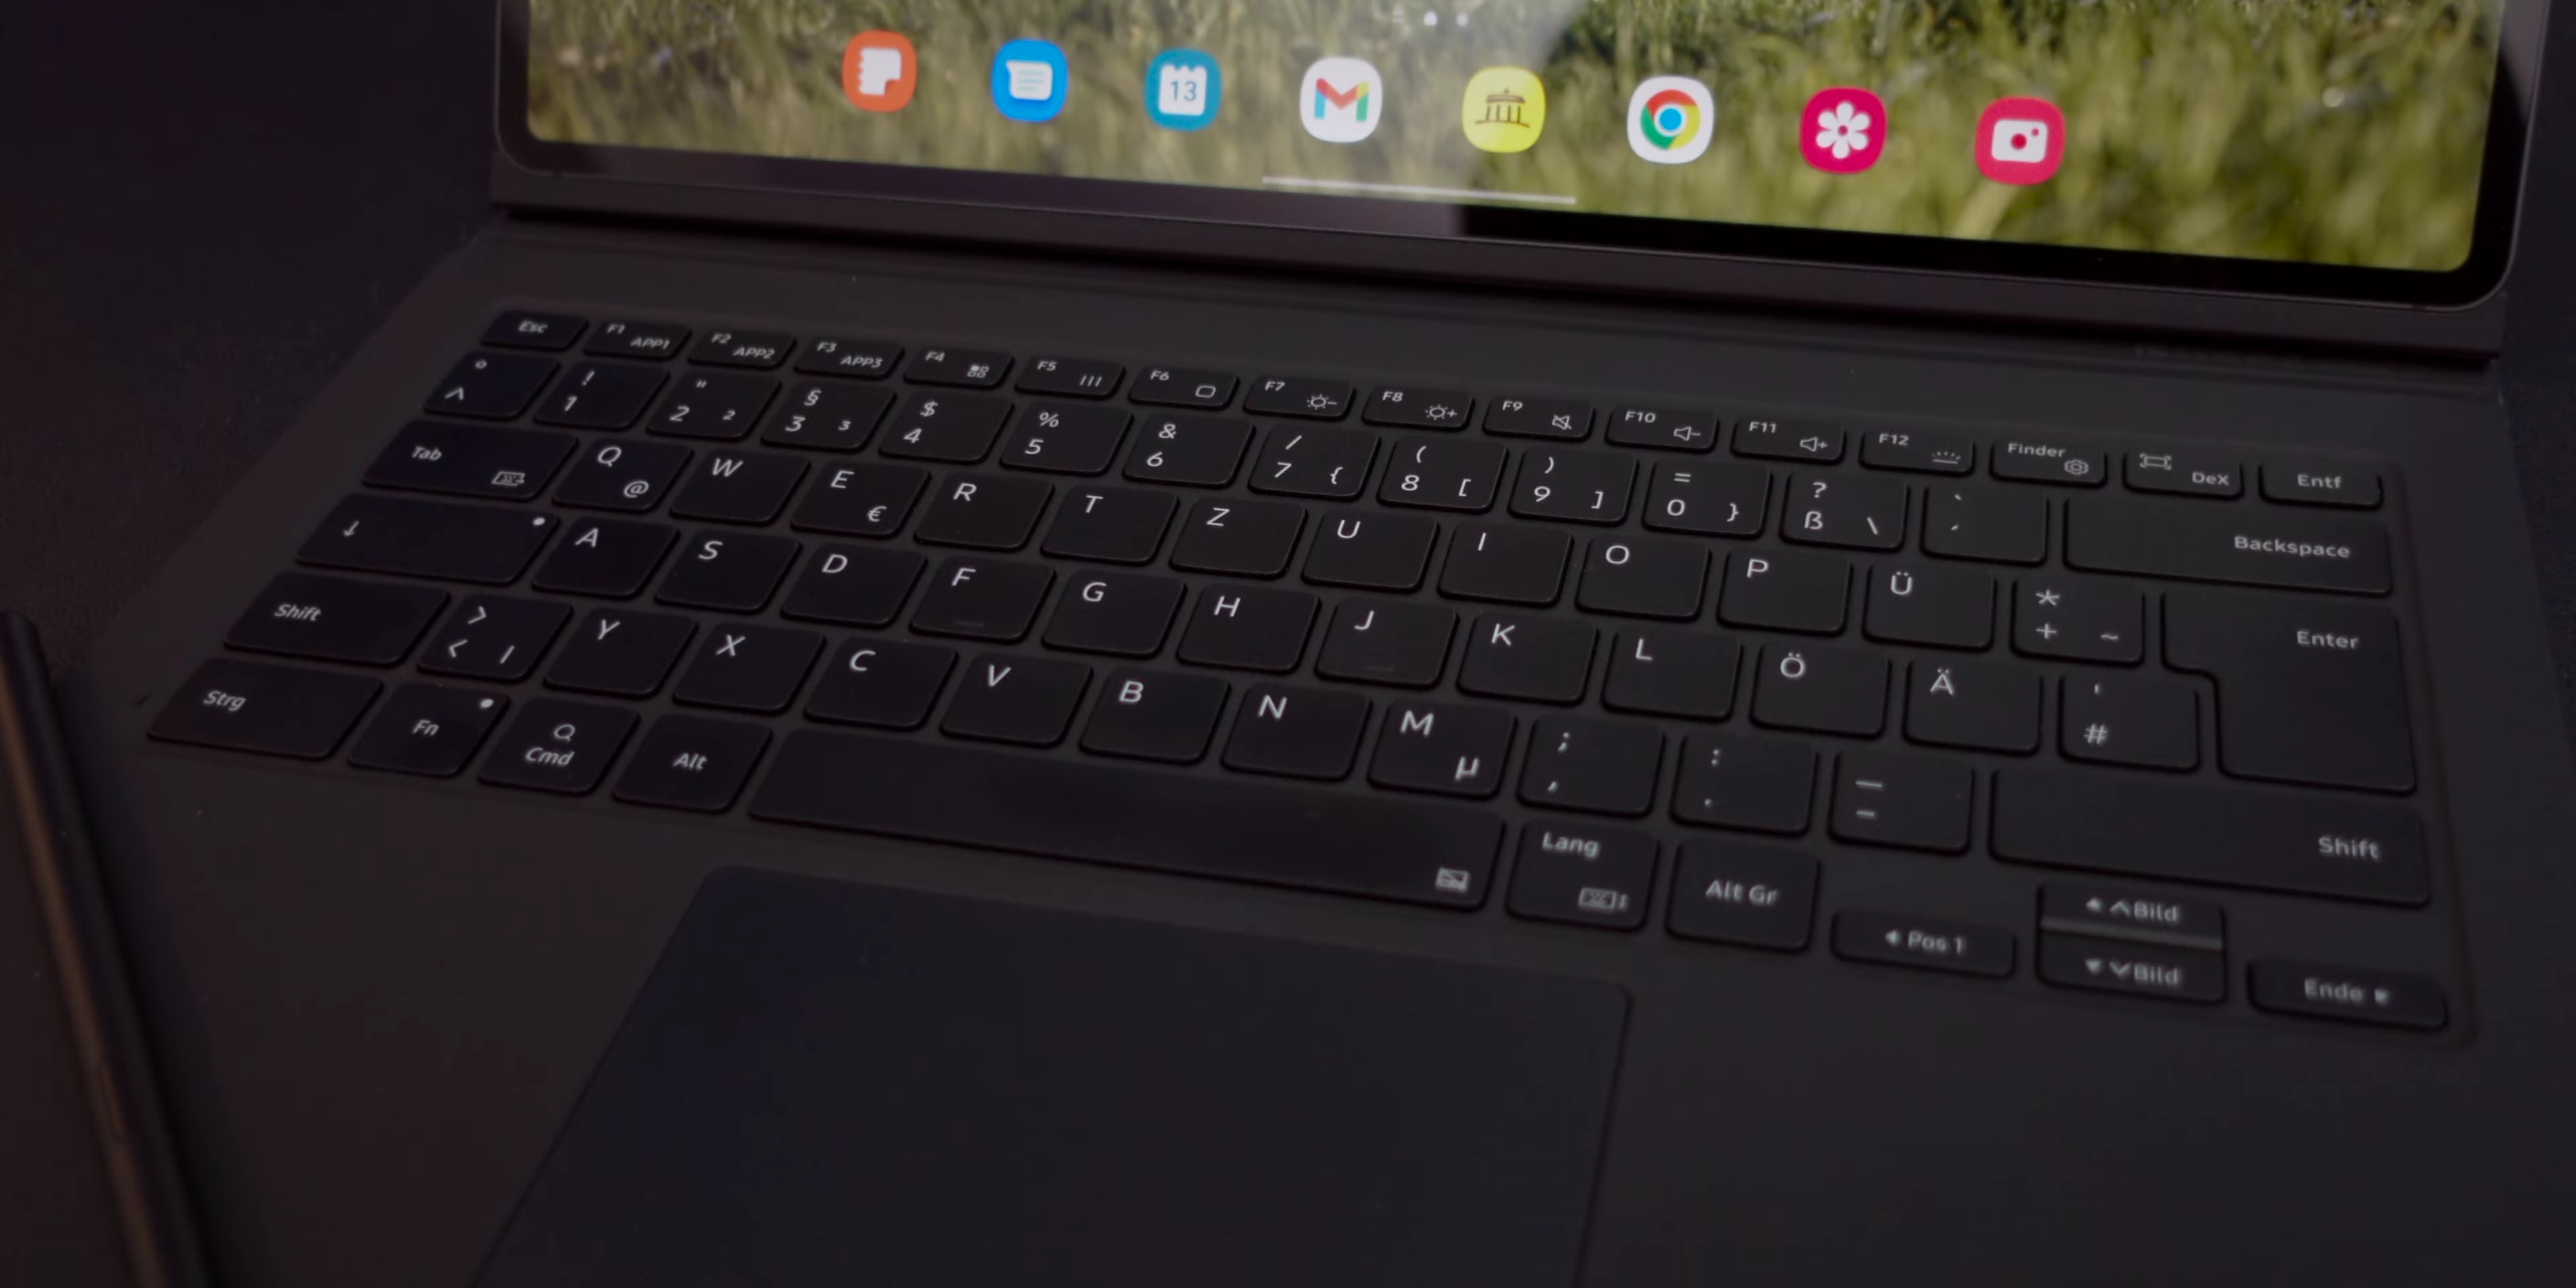 13
Esc F1 APP1 F2 APP2 F3 APP3 F4 F5 F6 F7 F8 F9 F10 F11 F12 Finder DeX Entf
° ^ ! 1 " 2 ² § 3 ³ $ 4 % 5 & 6 / 7 { ( 8 [ ) 9 ] = 0 } ? ß \ ` ´ Backspace
Tab Q @ W E € R T Z U I O P Ü * + ~ Enter
↓ A S D F G H J K L Ö Ä ' #
Shift > < | Y X C V B N M µ ; , : . _ - Shift
Strg Fn Cmd Alt Lang Alt Gr Pos 1 Bild Bild Ende